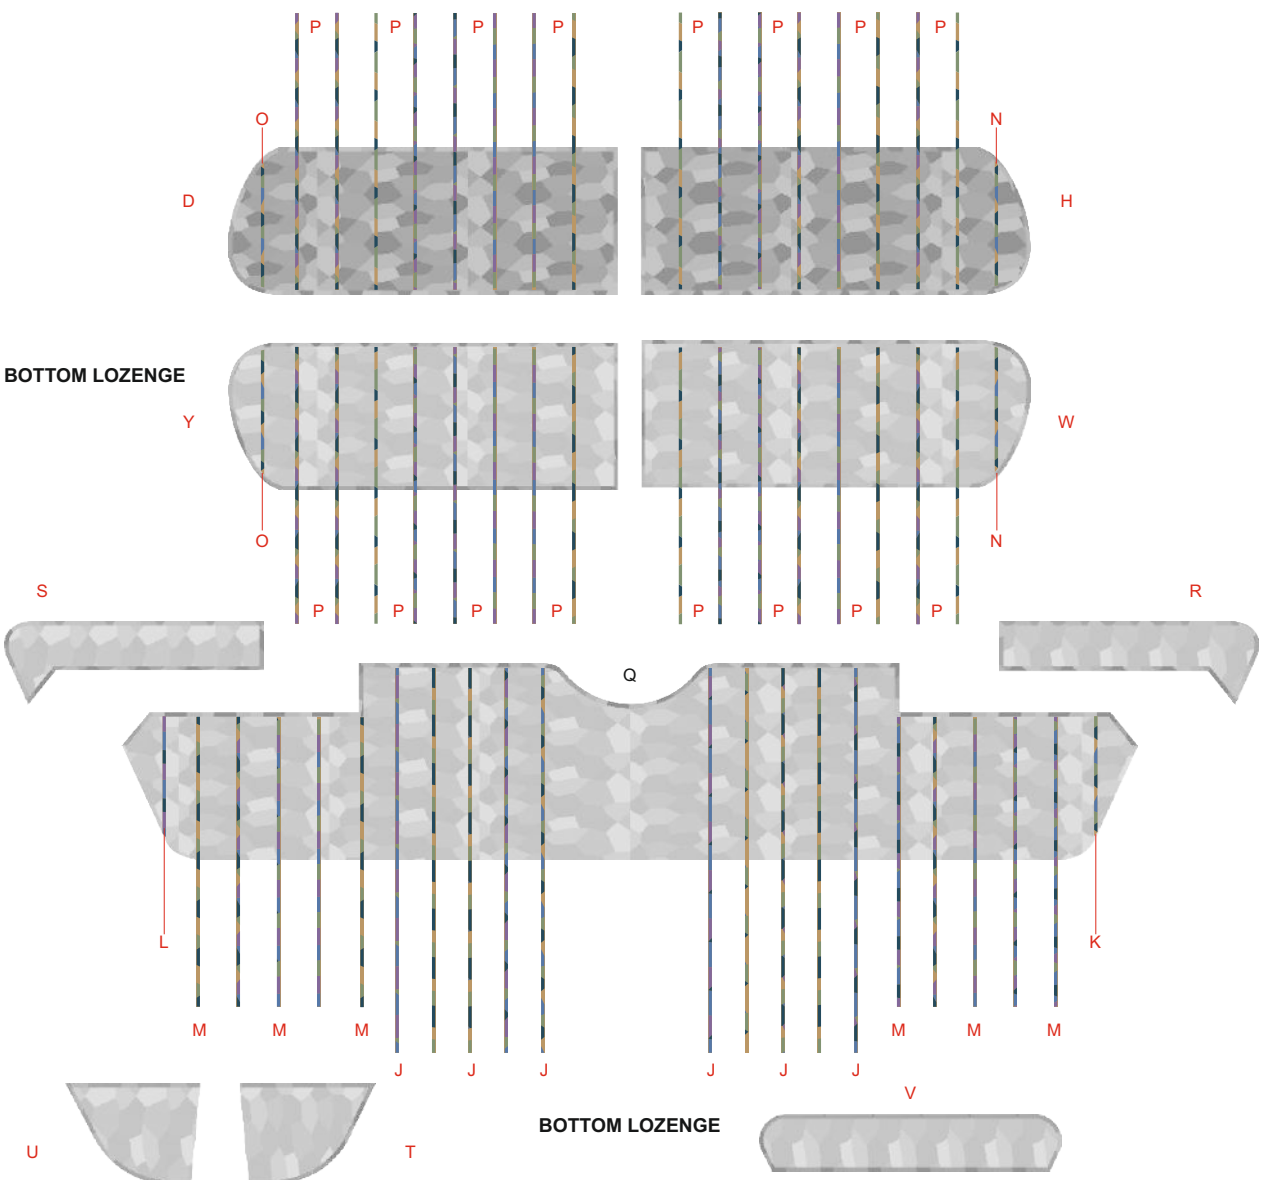 P P P P P P P P
O N
D H
BOTTOM LOZENGE
Y W
O N
S R
P P P P P P P P
Q
L K
M M M M M M
J J J J J J
V
BOTTOM LOZENGE
U T